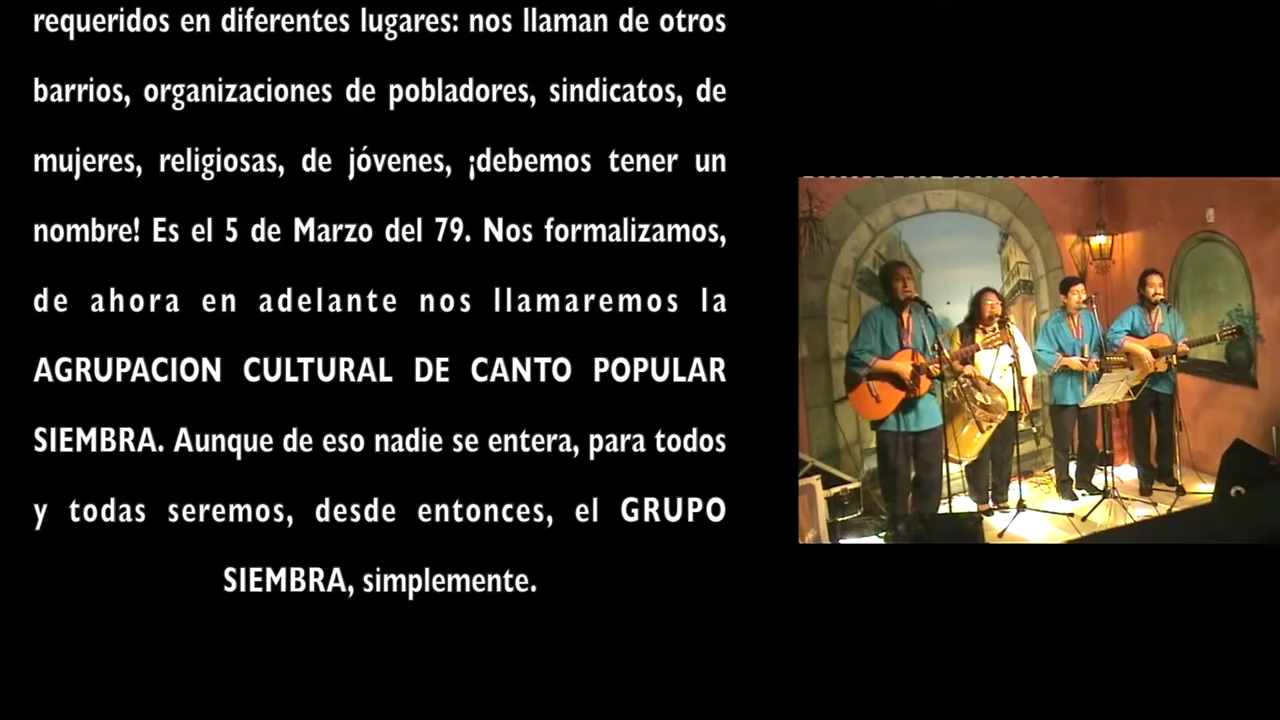 requeridos en diferentes lugares: nos llaman de otros
barrios, organizaciones de pobladores, sindicatos, de
mujeres, religiosas, de jóvenes, ¡debemos tener un
nombre! Es el 5 de Marzo del 79. Nos formalizamos,
de ahora en adelante nos llamaremos la
AGRUPACION CULTURAL DE CANTO POPULAR
SIEMBRA. Aunque de eso nadie se entera, para todos
y todas seremos, desde entonces, el GRUPO
SIEMBRA, simplemente.